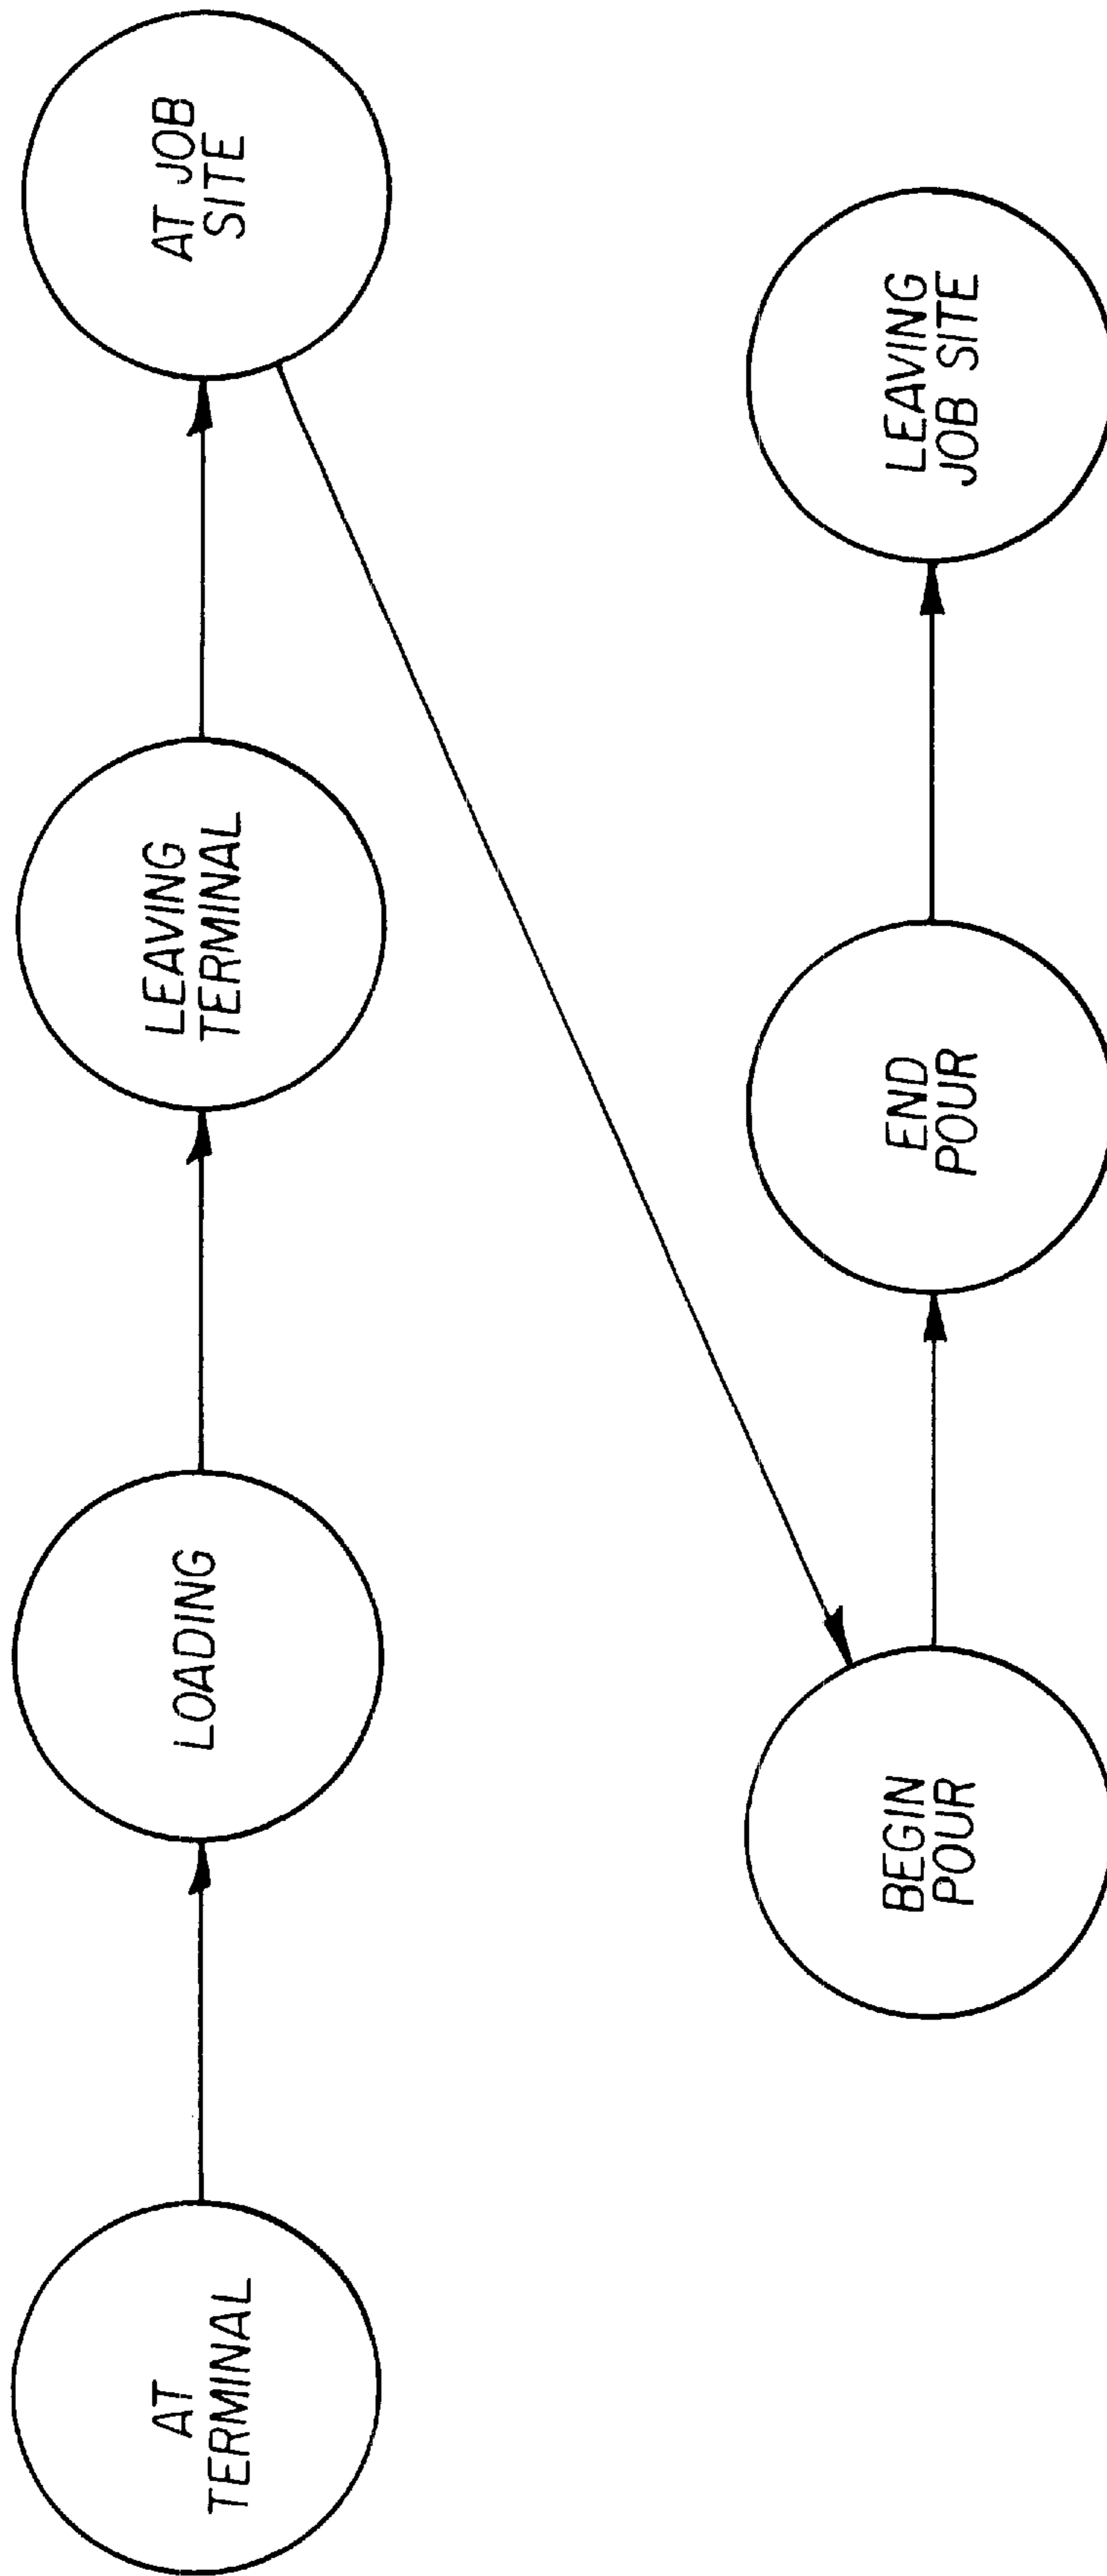 AT
TERMINAL
LOADING
LEAVING
TERMINAL
AT JOB
SITE
BEGIN
POUR
END
POUR
LEAVING
JOB SITE